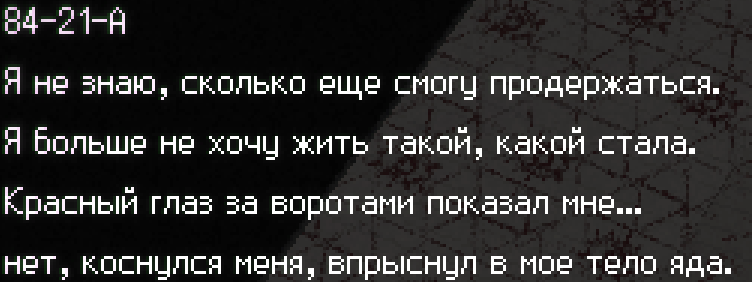 84-21-А
Я не знаю, сколько еще смогу продержаться.
Я больше не хочу жить такой, какой стала.
Красный глаз за воротами показал мне...
нет, коснулся меня, впрыснул в мое тело яда.